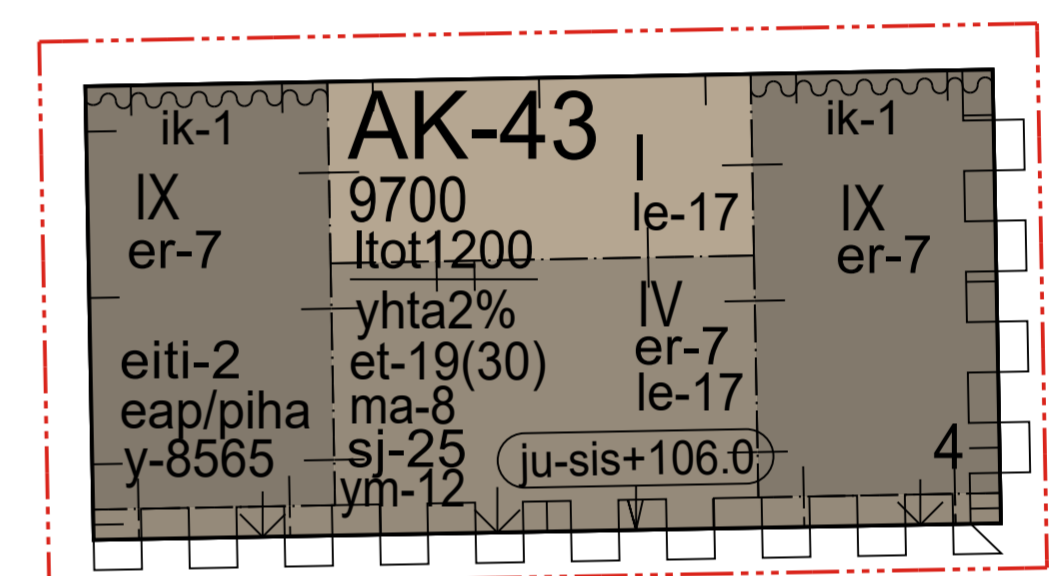 ik-1
IX
er-7
eiti-2
eap/piha
y-8565
AK-43
9700
ltot1200
yhta2%
et-19(30)
ma-8
sj-25
ym-12
I
le-17
IV
er-7
le-17
ju-sis+106.0
ik-1
IX
er-7
4